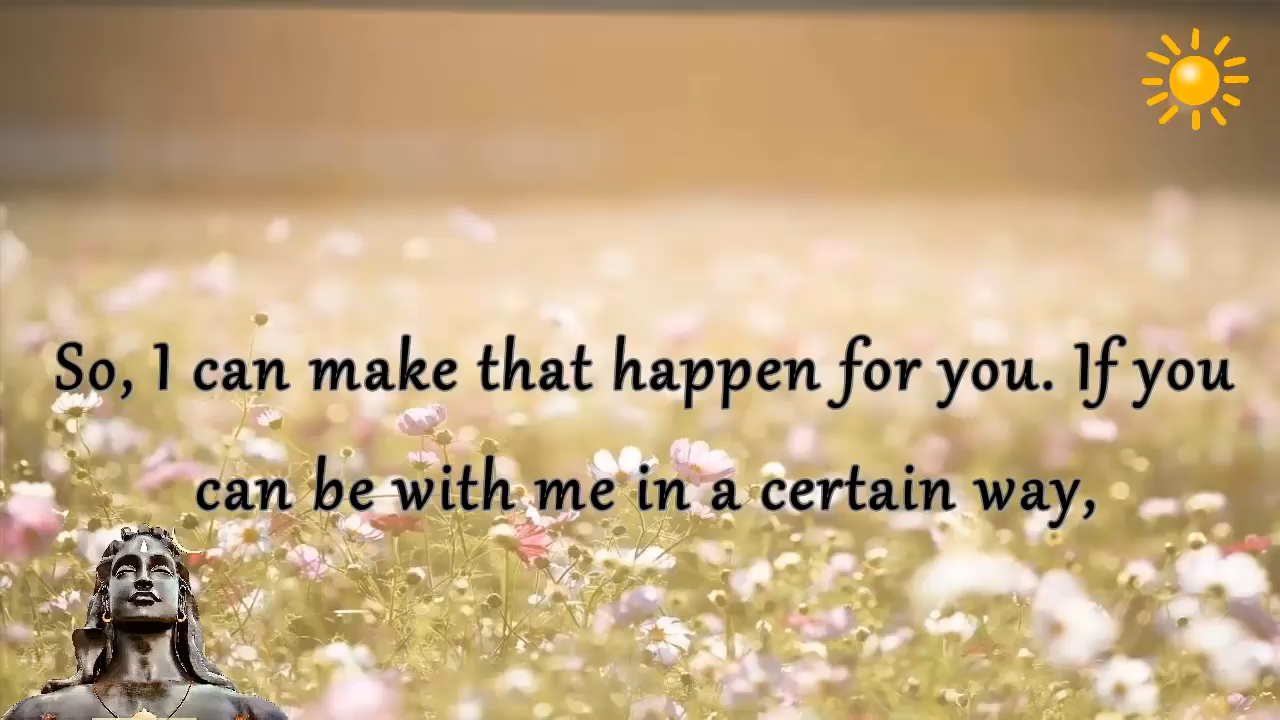 So, I can make that happen for you. If you
can be with me in a certain way,